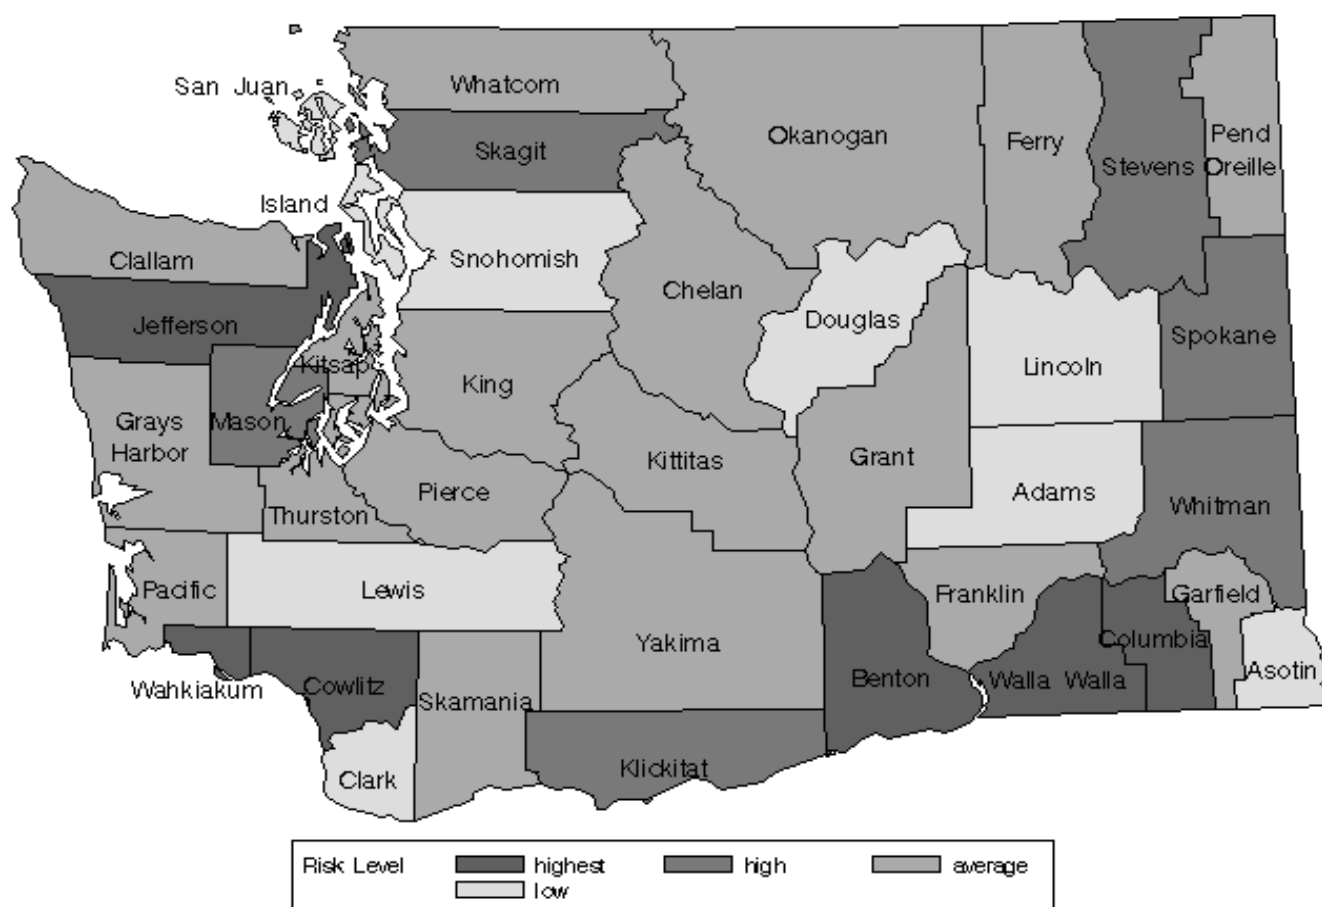 Whatcom
San Juan
Okanogan
Pend
Oreille
Ferry
Skagit
Stevens
Island
Clallam
Snohomish
Chelan
Douglas
Jefferson
Spokane
Kitsap
Lincoln
King
Grays
Harbor
Mason
Kittitas
Grant
Pierce
Adams
Whitman
Thurston
Pacific
Lewis
Franklin
Garfield
Yakima
Columbia
Wahkiakum
Cowlitz
Skamania
Benton
Walla Walla
Asotin
Clark
Klickitat
Risk Level
highest
high
average
low